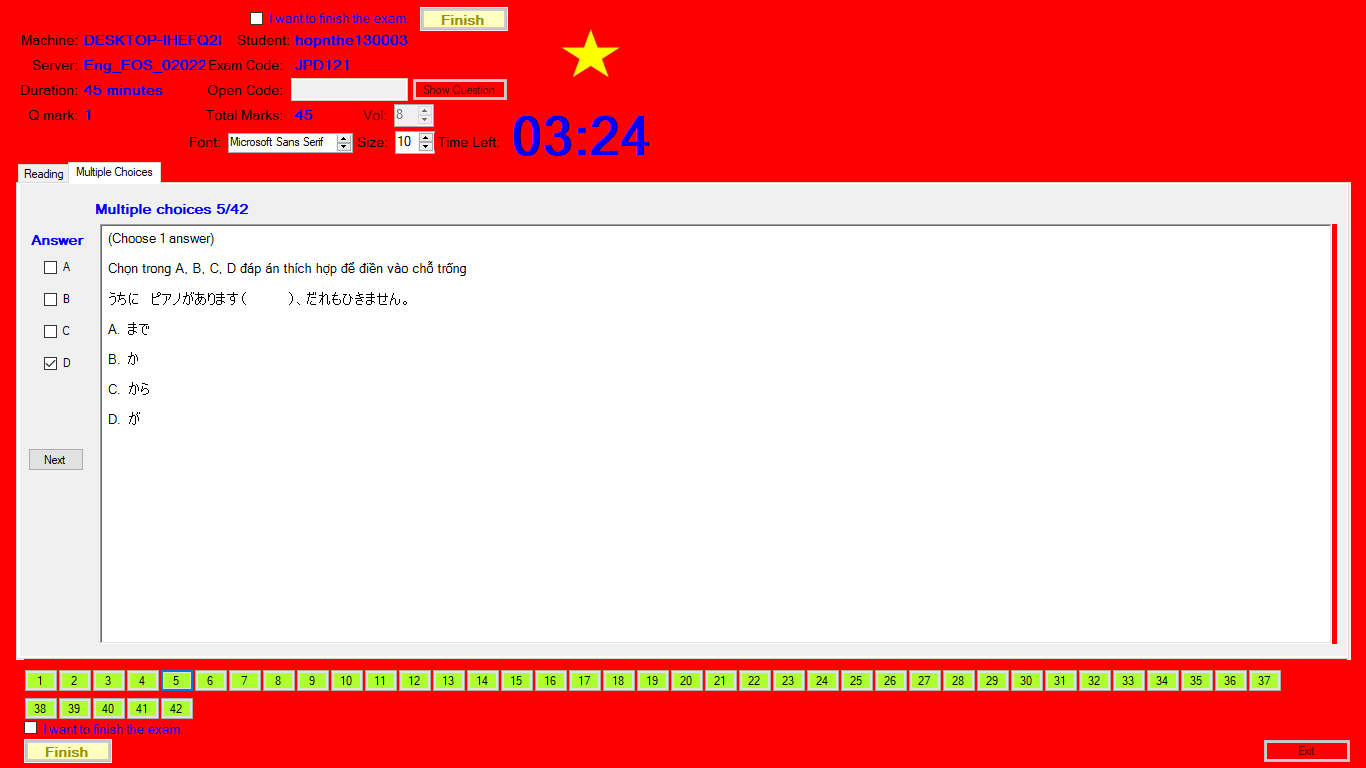 I want to finish the exam.
Finish
Machine: DESKTOP-IHEFQ2I Student: hopnthe130003
Server: Eng_EOS_02022 Exam Code: JPD121
Duration: 45 minutes Open Code: Show Question
Q mark: 1 Total Marks: 45 Vol: 8
Font: Microsoft Sans Serif Size: 10 Time Left: 03:24
Reading Multiple Choices
Multiple choices 5/42
Answer
A
B
C
D
Next
(Choose 1 answer)
Chọn trong A, B, C, D đáp án thích hợp để điền vào chỗ trống
うちに ピアノがあります( )、だれもひきません。
A. まで
B. か
C. から
D. が
1 2 3 4 5 6 7 8 9 10 11 12 13 14 15 16 17 18 19 20 21 22 23 24 25 26 27 28 29 30 31 32 33 34 35 36 37
38 39 40 41 42
I want to finish the exam.
Finish
Exit